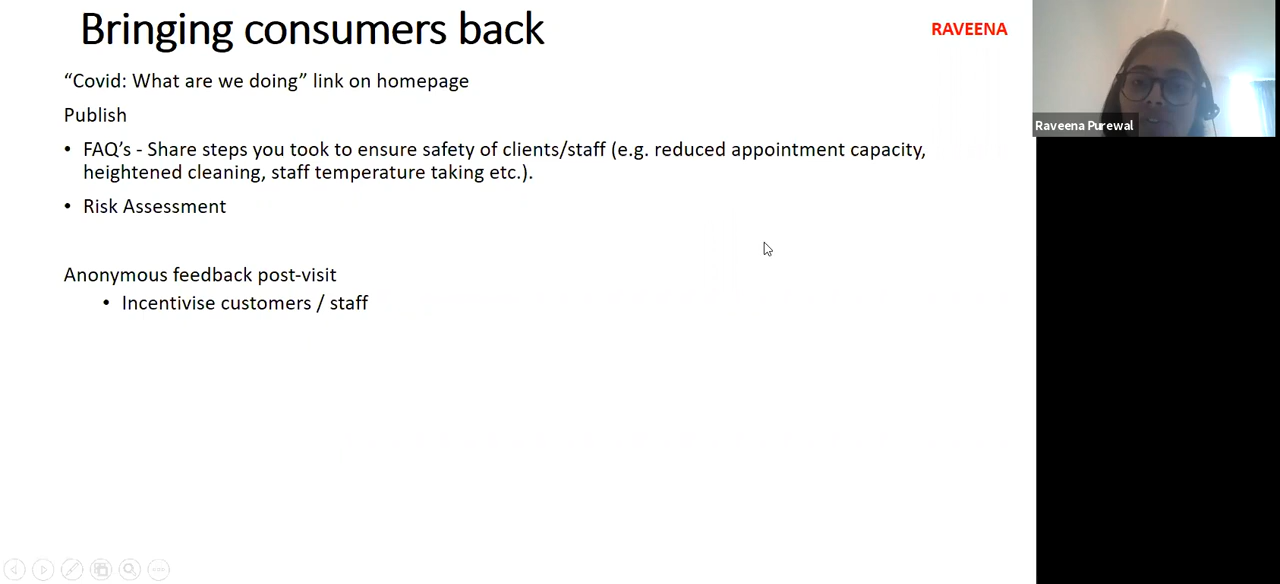 Bringing consumers back
RAVEENA
“Covid: What are we doing” link on homepage
Publish
• FAQ’s - Share steps you took to ensure safety of clients/staff (e.g. reduced appointment capacity,
heightened cleaning, staff temperature taking etc.).
• Risk Assessment
Anonymous feedback post-visit
• Incentivise customers / staff
Raveena Purewal